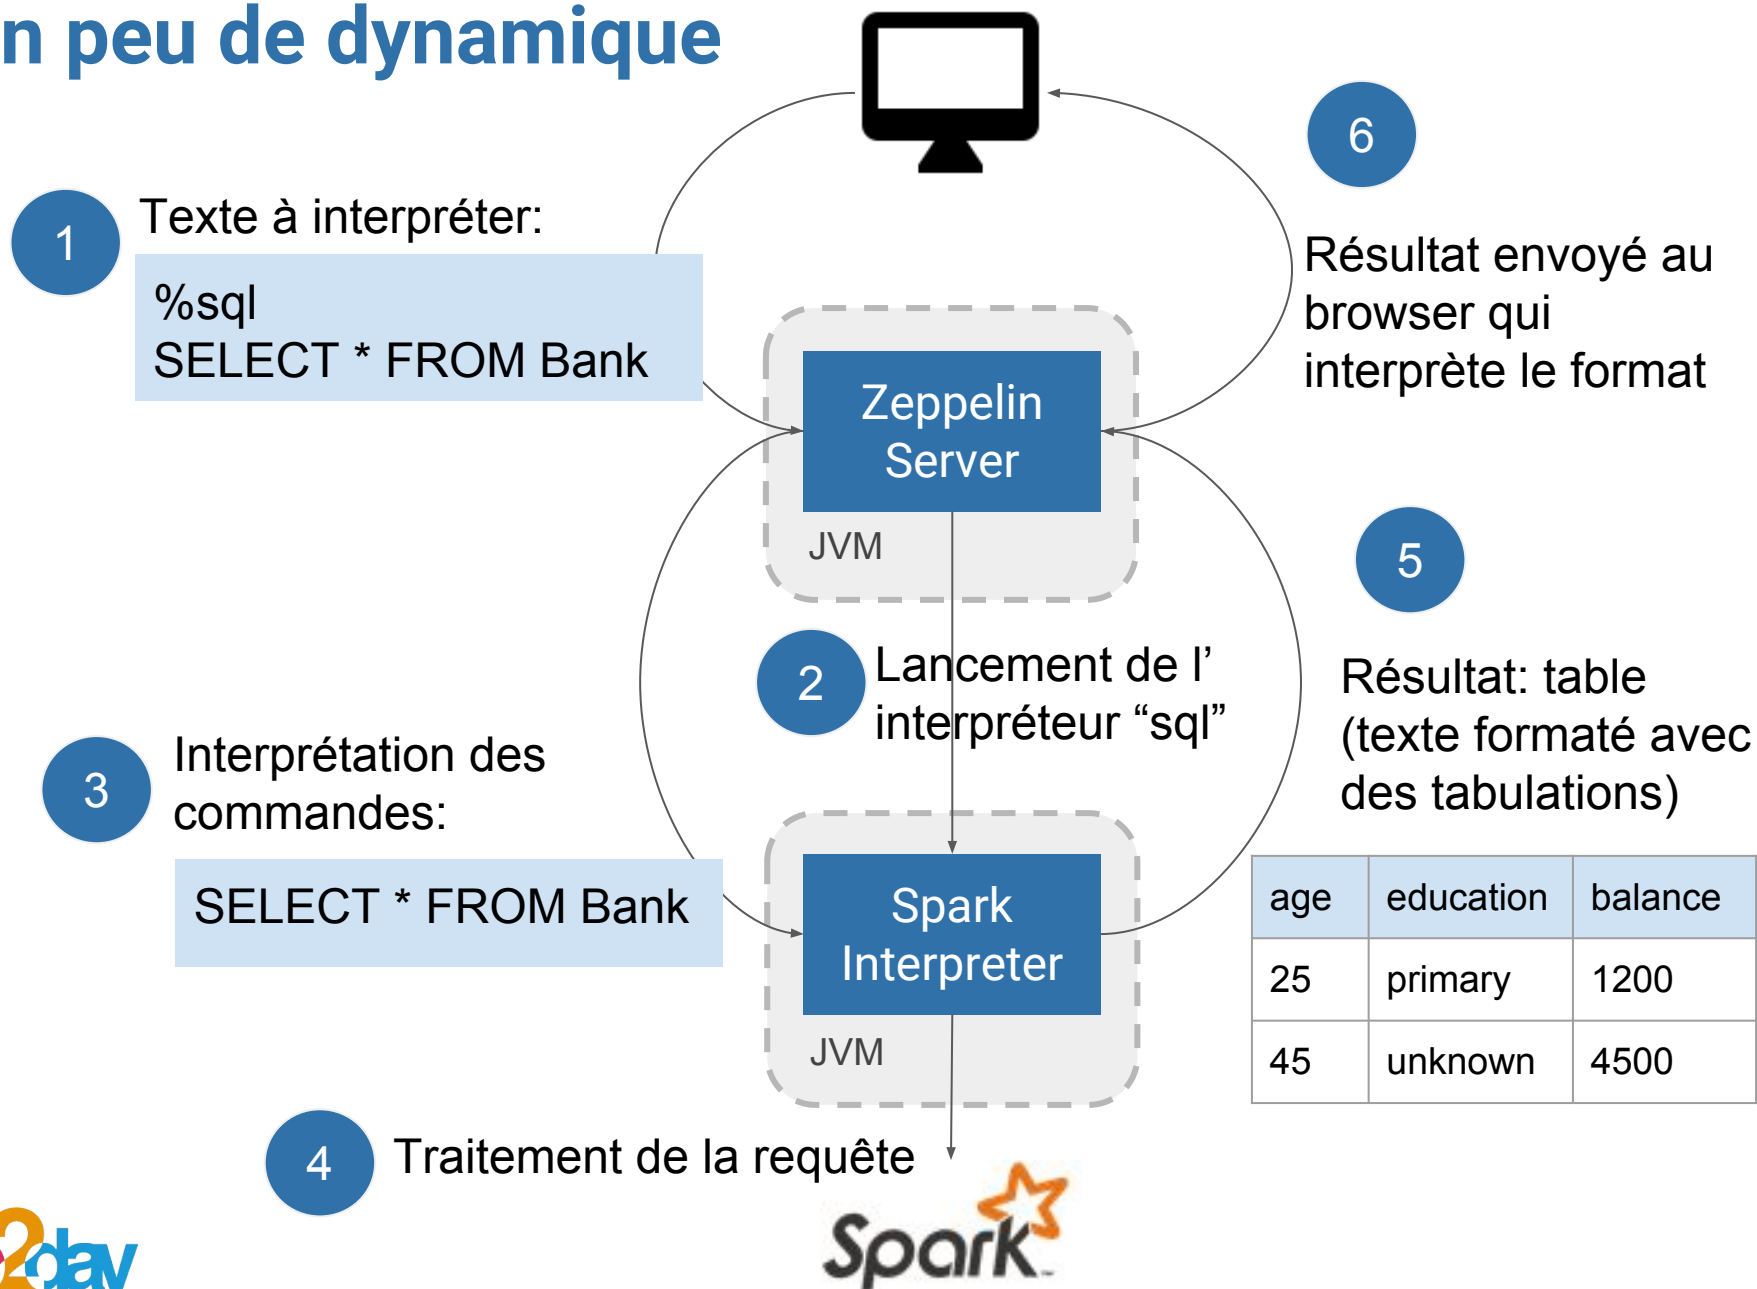 n peu de dynamique
1
Texte à interpréter:
%sql
SELECT * FROM Bank
6
Résultat envoyé au
browser qui
interprète le format
Zeppelin
Server
JVM
2
Lancement de l’
interpréteur “sql”
3
Interprétation des
commandes:
SELECT * FROM Bank
5
Résultat: table
(texte formaté avec
des tabulations)
age education balance
25 primary 1200
45 unknown 4500
Spark
Interpreter
JVM
4
Traitement de la requête
Spark
2day